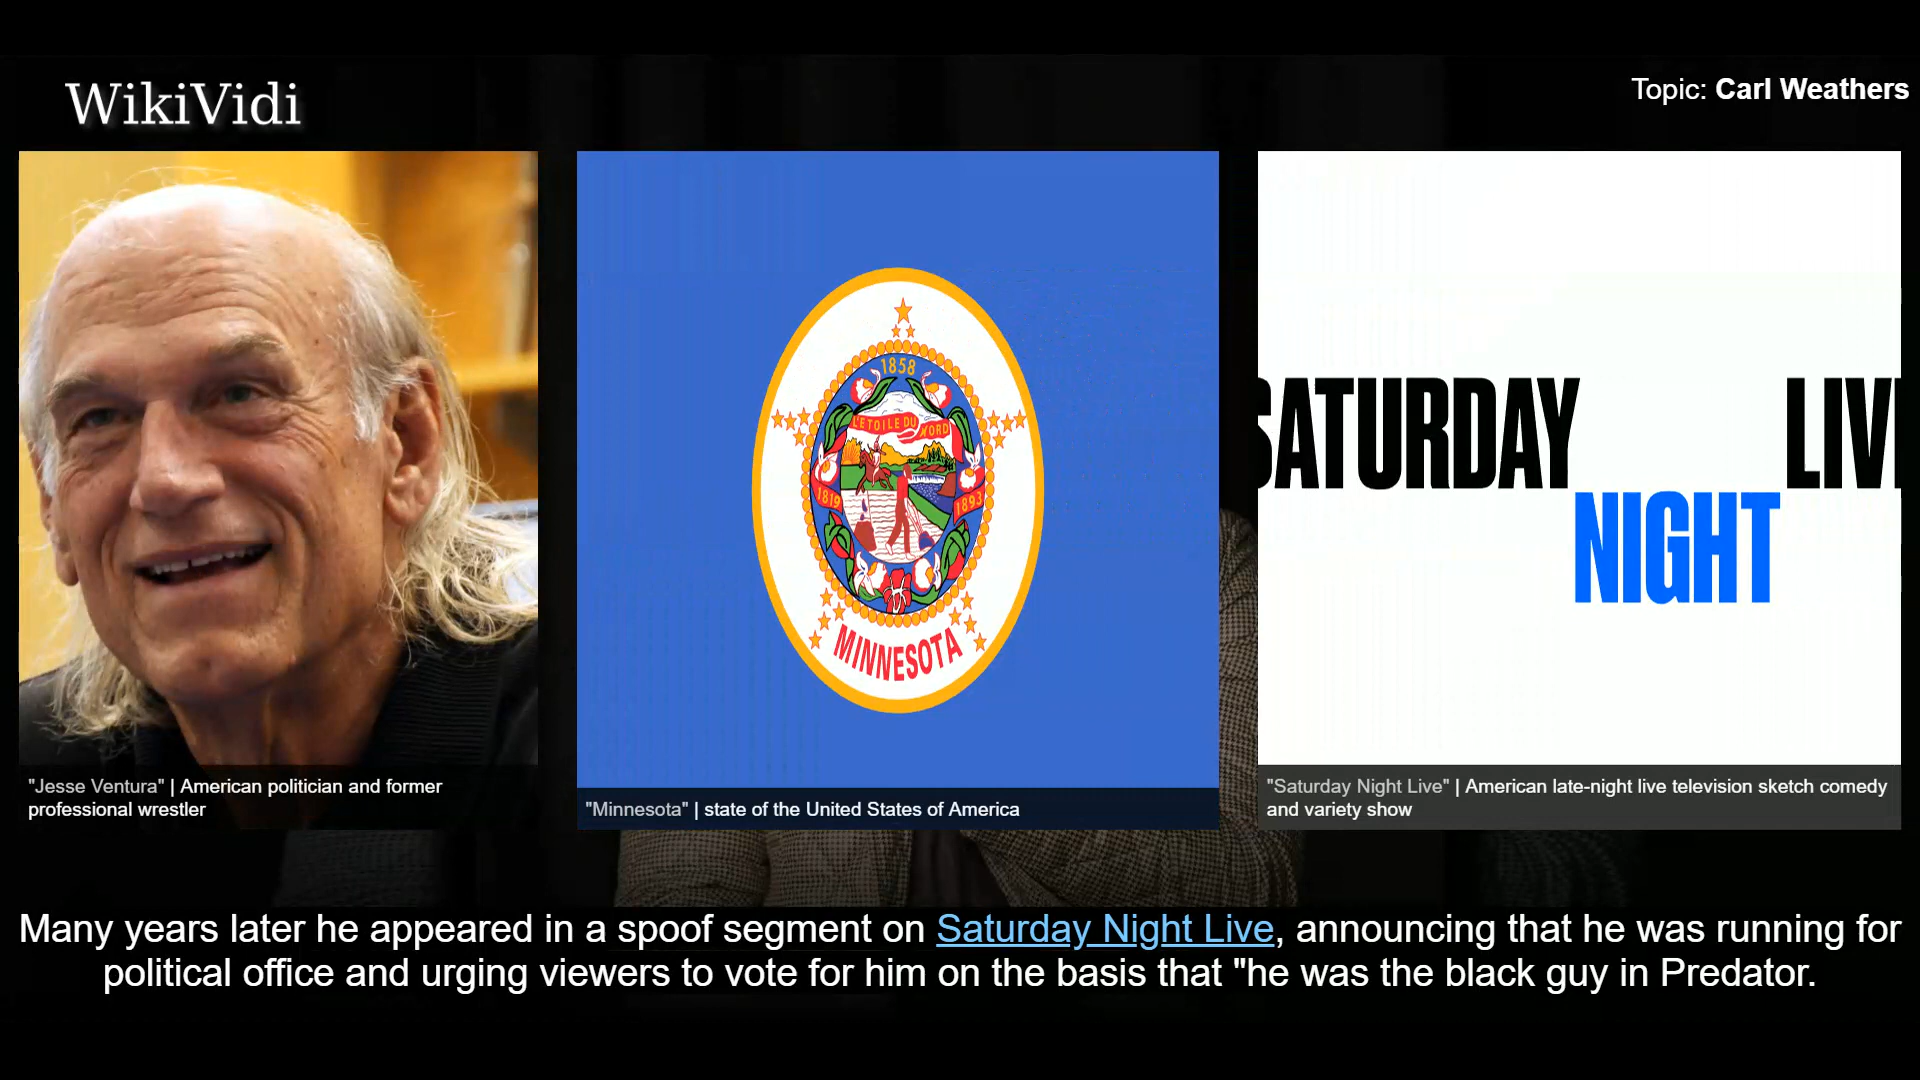 WikiVidi
Topic: Carl Weathers
1858
L'ETOILE DU NORD
1819
1893
MINNESOTA
SATURDAY
NIGHT
LIV
"Jesse Ventura" | American politician and former
professional wrestler
"Minnesota" | state of the United States of America
"Saturday Night Live" | American late-night live television sketch comedy
and variety show
Many years later he appeared in a spoof segment on Saturday Night Live, announcing that he was running for
political office and urging viewers to vote for him on the basis that "he was the black guy in Predator.